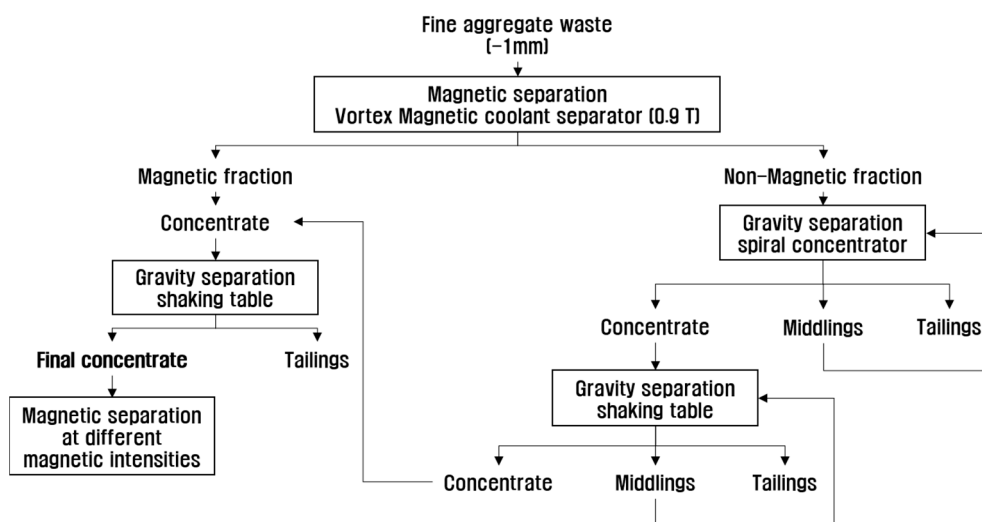 Fine aggregate waste
(-1mm)
Magnetic separation
Vortex Magnetic coolant separator (0.9 T)
Magnetic fraction
Non-Magnetic fraction
Concentrate
Gravity separation
spiral concentrator
Gravity separation
shaking table
Concentrate
Middlings
Tailings
Final concentrate
Tailings
Gravity separation
shaking table
Magnetic separation
at different
magnetic intensities
Concentrate
Middlings
Tailings